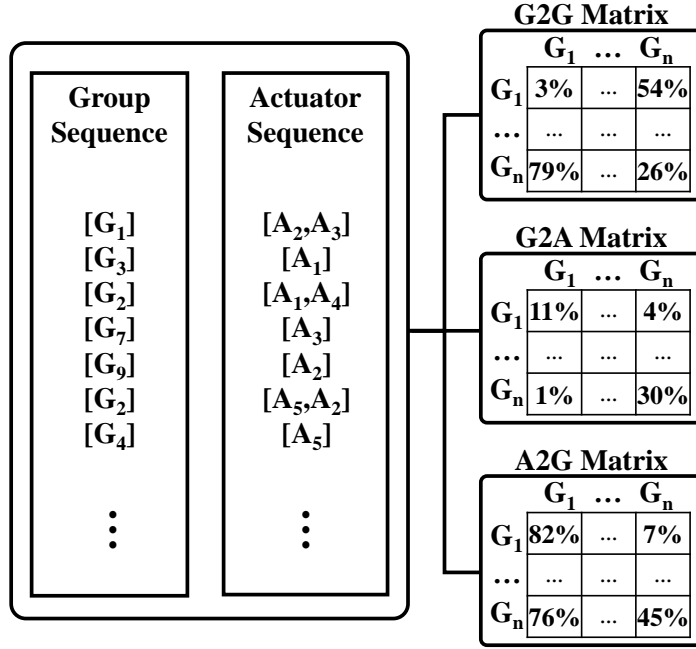 Group
Sequence
[G₁]
[G₃]
[G₂]
[G₇]
[G₉]
[G₂]
[G₄]
⋮
Actuator
Sequence
[A₂,A₃]
[A₁]
[A₁,A₄]
[A₃]
[A₂]
[A₅,A₂]
[A₅]
⋮
G2G Matrix
G₁ ... Gₙ
G₁ 3% ... 54%
... ... ... ...
Gₙ 79% ... 26%
G2A Matrix
G₁ ... Gₙ
G₁ 11% ... 4%
... ... ... ...
Gₙ 1% ... 30%
A2G Matrix
G₁ ... Gₙ
G₁ 82% ... 7%
... ... ... ...
Gₙ 76% ... 45%